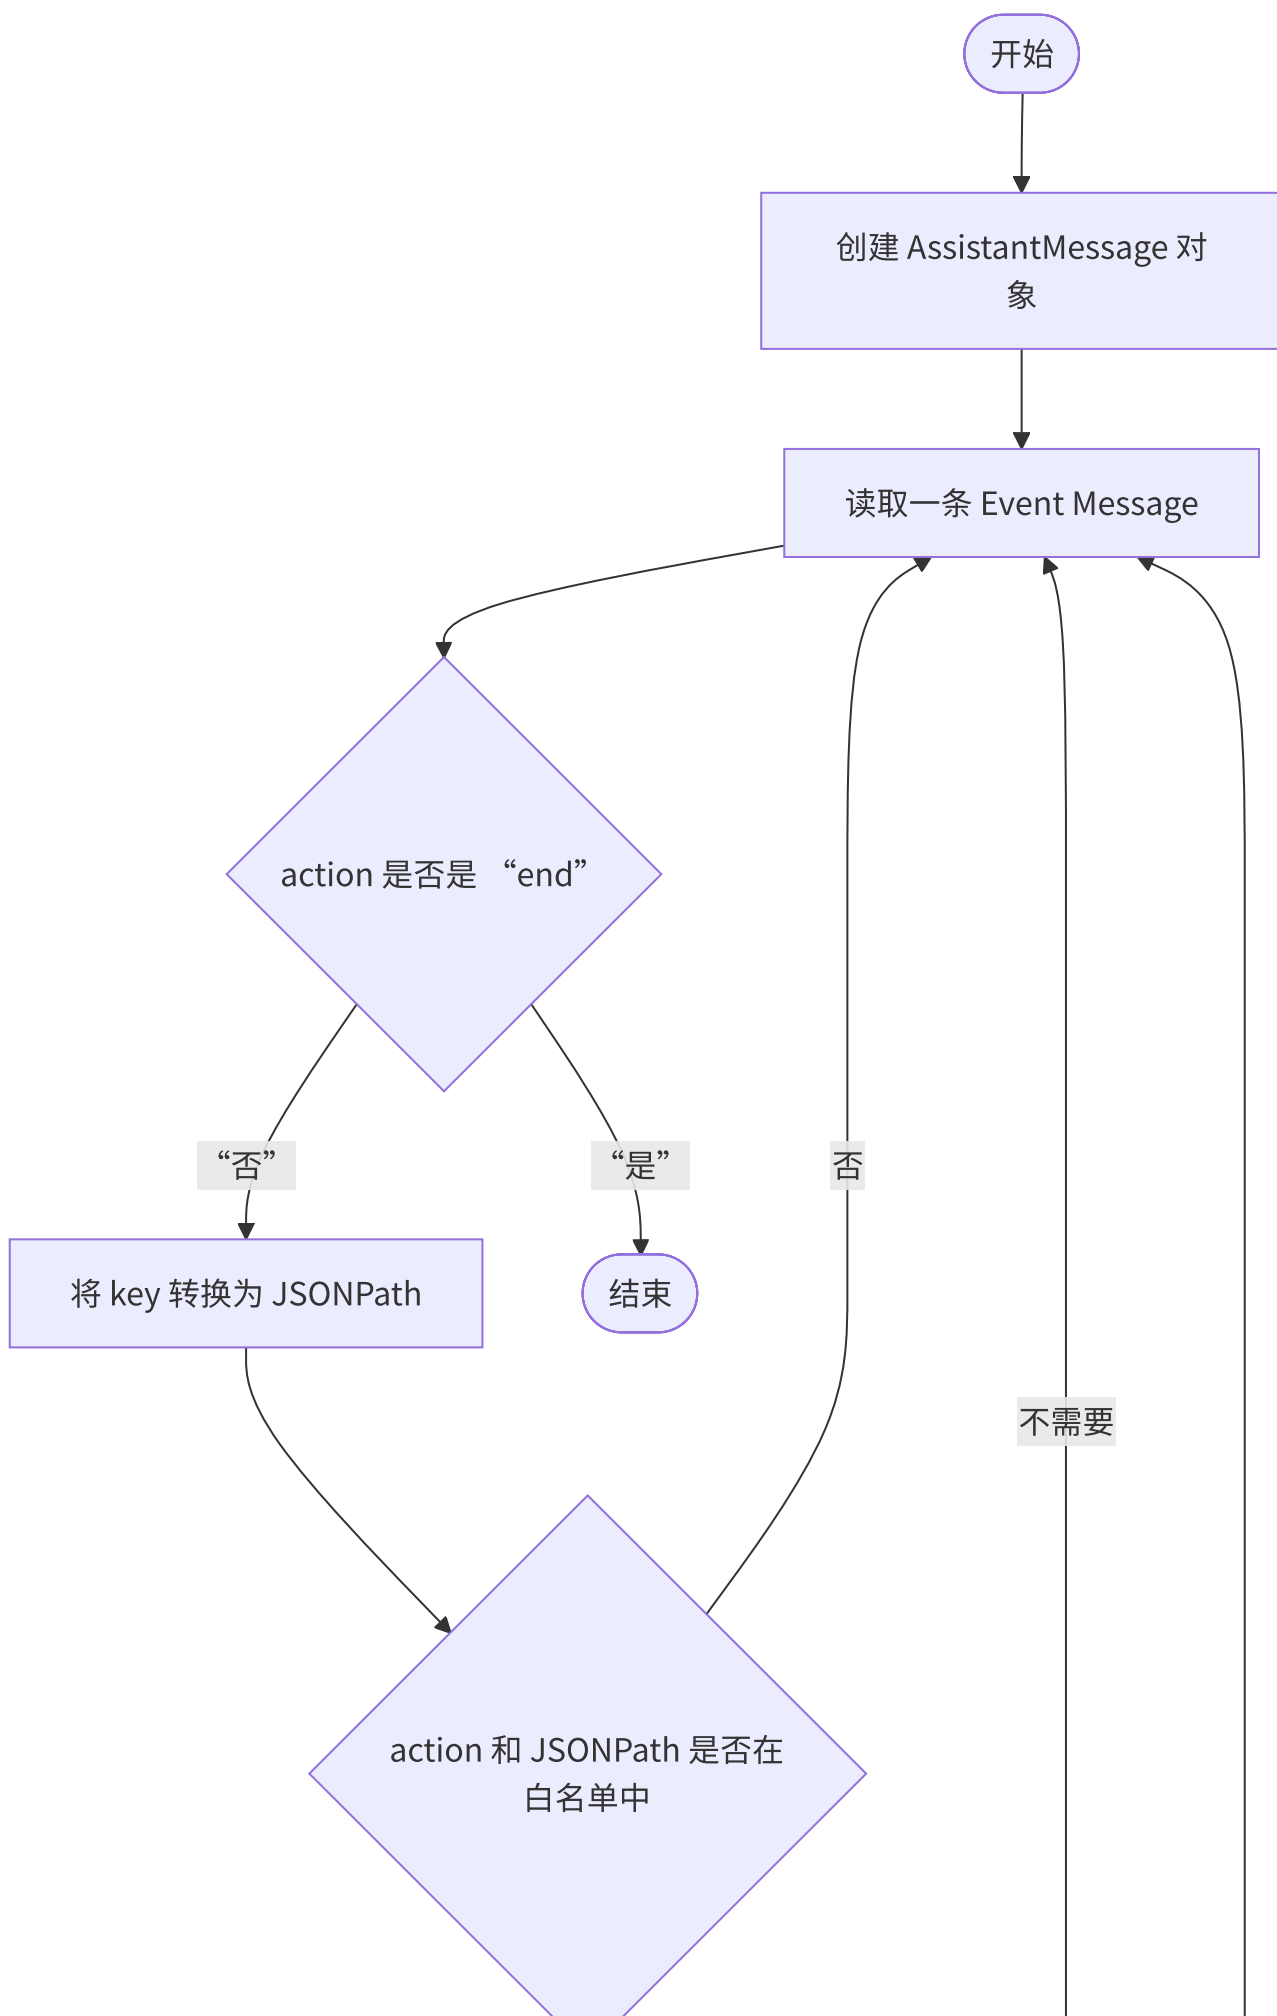 开始
创建 AssistantMessage 对
象
读取一条 Event Message
action 是否是 “end”
“否”
“是”
否
将 key 转换为 JSONPath
结束
不需要
action 和 JSONPath 是否在
白名单中